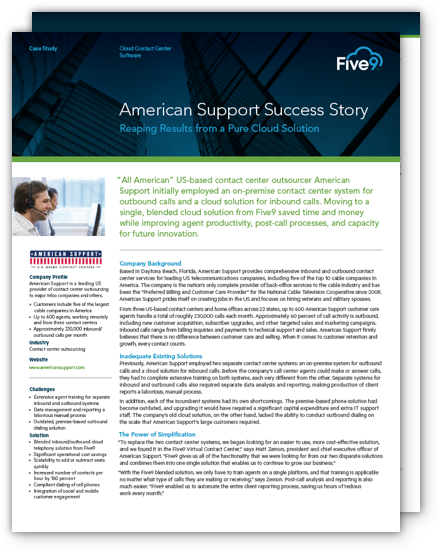 Case Study
Cloud Contact Center
Software
Five9
American Support Success Story
Reaping Results from a Pure Cloud Solution
“All American” US-based contact center outsourcer American
Support initially employed an on-premise contact center system for
outbound calls and a cloud solution for inbound calls. Moving to a
single, blended cloud solution from Five9 saved time and money
while improving agent productivity, post-call processes, and capacity
for future innovation.
AMERICAN SUPPORT
U.S. BASED CONTACT CENTERS
Company Profile
American Support is a leading US
provider of contact center outsourcing
to major telco companies and offers:
• Customers include five of the largest
cable companies in America
• Up to 400 agents, working remotely
and from three contact centers
• Approximately 230,000 inbound/
outbound calls per month
Industry
Contact center outsourcing
Website
www.americansupport.com
Challenges
• Extensive agent training for separate
inbound and outbound systems
• Data management and reporting a
laborious manual process
• Outdated, premise-based outbound
dialing solution
Solution
• Blended inbound/outbound cloud
telephony solution from Five9
• Significant operational cost savings
• Scalability to add or subtract seats
quickly
• Increased number of contacts per
hour by 160 percent
• Compliant dialing of cell phones
• Integration of social and mobile
customer engagement
Company Background
Based in Daytona Beach, Florida, American Support provides comprehensive inbound and outbound
contact center services for leading US telecommunications companies, including five of the top 10 cable companies in
America. The company is the nation's only complete provider of back-office services to the cable industry and has
been the “Preferred Billing and Customer Care Provider” for the National Cable Television Cooperative since 2008.
American Support prides itself on creating jobs in the US and focuses on hiring veterans and military spouses.
From three US-based contact centers and home offices across 22 states, up to 400 American Support customer care
agents handle a total of roughly 230,000 calls each month. Approximately 60 percent of call activity is outbound,
including new customer acquisition, subscriber upgrades, and other targeted sales and marketing campaigns.
Inbound calls range from billing inquiries and payments to technical support and sales. American Support firmly
believes that there is no difference between customer care and selling. When it comes to customer retention and
growth, every contact counts.
Inadequate Existing Solutions
Previously, American Support employed two separate contact center systems: an on-premise system for outbound
calls and a cloud solution for inbound calls. Before the company's call center agents could make or answer calls,
they had to complete extensive training on both systems, each very different from the other. Separate systems for
inbound and outbound calls also required separate data analysis and reporting, making production of client
reports a laborious, manual process.
In addition, each of the incumbent systems had its own shortcomings. The premise-based phone solution had
become outdated, and upgrading it would have required a significant capital expenditure and extra IT support
staff. The company's old cloud solution, on the other hand, lacked the ability to conduct outbound dialing on
the scale that American Support's large customers required.
The Power of Simplification
“To replace the two contact center systems, we began looking for an easier to use, more cost-effective solution,
and we found it in the Five9 Virtual Contact Center,” says Matt Zemon, president and chief executive officer of
American Support. “Five9 gives us all of the functionality that we were looking for from our two disparate solutions
and combines them into one single solution that enables us to continue to grow our business.”
“With the Five9 blended solution, we only have to train agents on a single platform, and that training is applicable
no matter what type of calls they are making or receiving,” says Zemon. Post-call analysis and reporting is also
much easier. “Five9 enabled us to automate the entire client reporting process, saving us hours of tedious
work every month.”